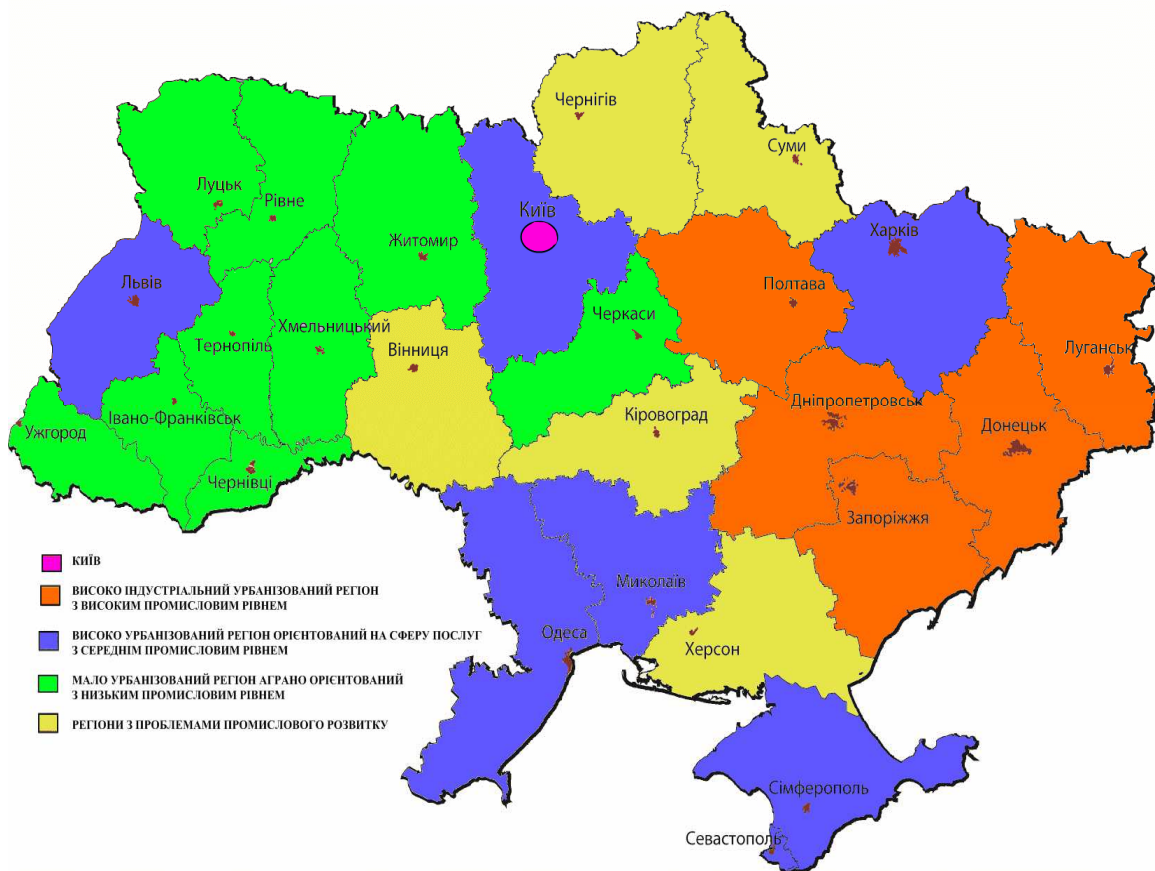 Чернігів
Суми
Луцьк
Рівне
Київ
Житомир
Харків
Львів
Полтава
Черкаси
Хмельницький
Тернопіль
Вінниця
Луганськ
Дніпропетровськ
Івано-Франківськ
Кіровоград
Донецьк
Ужгород
Чернівці
Запоріжжя
Миколаїв
Одеса
Херсон
Сімферополь
Севастополь
КИЇВ
ВИСОКО ІНДУСТРІАЛЬНИЙ УРБАНІЗОВАНИЙ РЕГІОН
З ВИСОКИМ ПРОМИСЛОВИМ РІВНЕМ
ВИСОКО УРБАНІЗОВАНИЙ РЕГІОН ОРІЄНТОВАНИЙ НА СФЕРУ ПОСЛУГ
З СЕРЕДНІМ ПРОМИСЛОВИМ РІВНЕМ
МАЛО УРБАНІЗОВАНИЙ РЕГІОН АГРАНО ОРІЄНТОВАНИЙ
З НИЗЬКИМ ПРОМИСЛОВИМ РІВНЕМ
РЕГІОНИ З ПРОБЛЕМАМИ ПРОМИСЛОВОГО РОЗВИТКУ